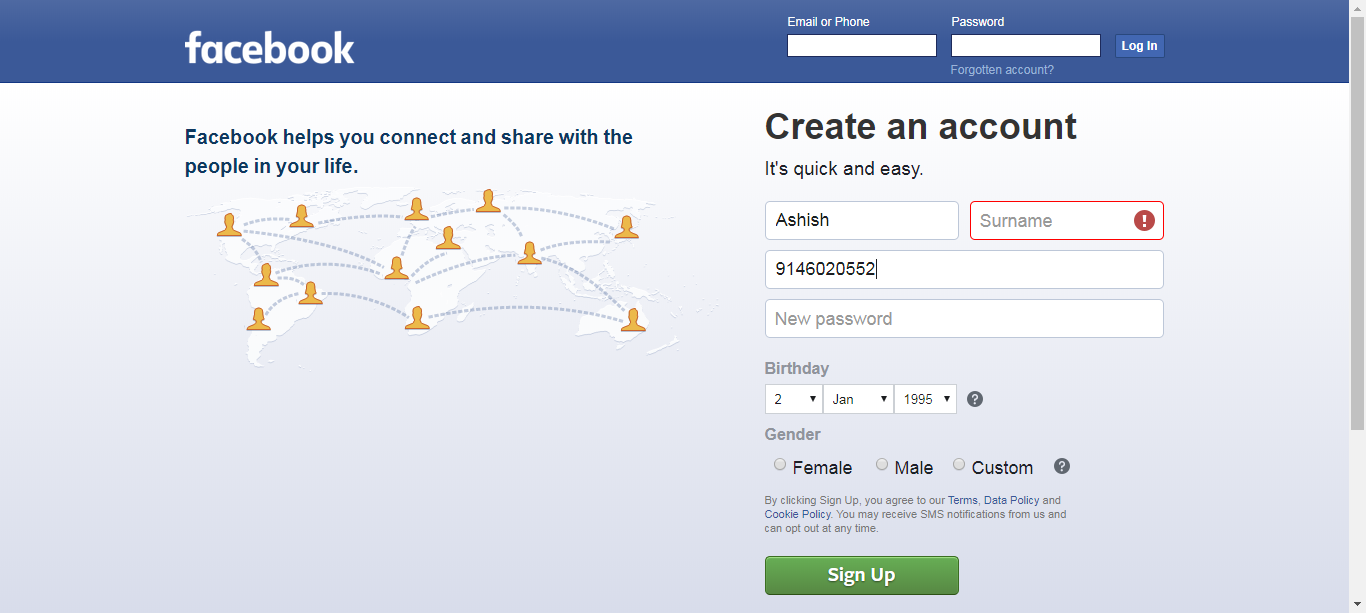 facebook
Email or Phone Password
Log In
Forgotten account?
Facebook helps you connect and share with the
people in your life.
Create an account
It's quick and easy.
Ashish Surname
9146020552
New password
Birthday
2 Jan 1995
Gender
Female Male Custom
By clicking Sign Up, you agree to our Terms, Data Policy and
Cookie Policy. You may receive SMS notifications from us and
can opt out at any time.
Sign Up